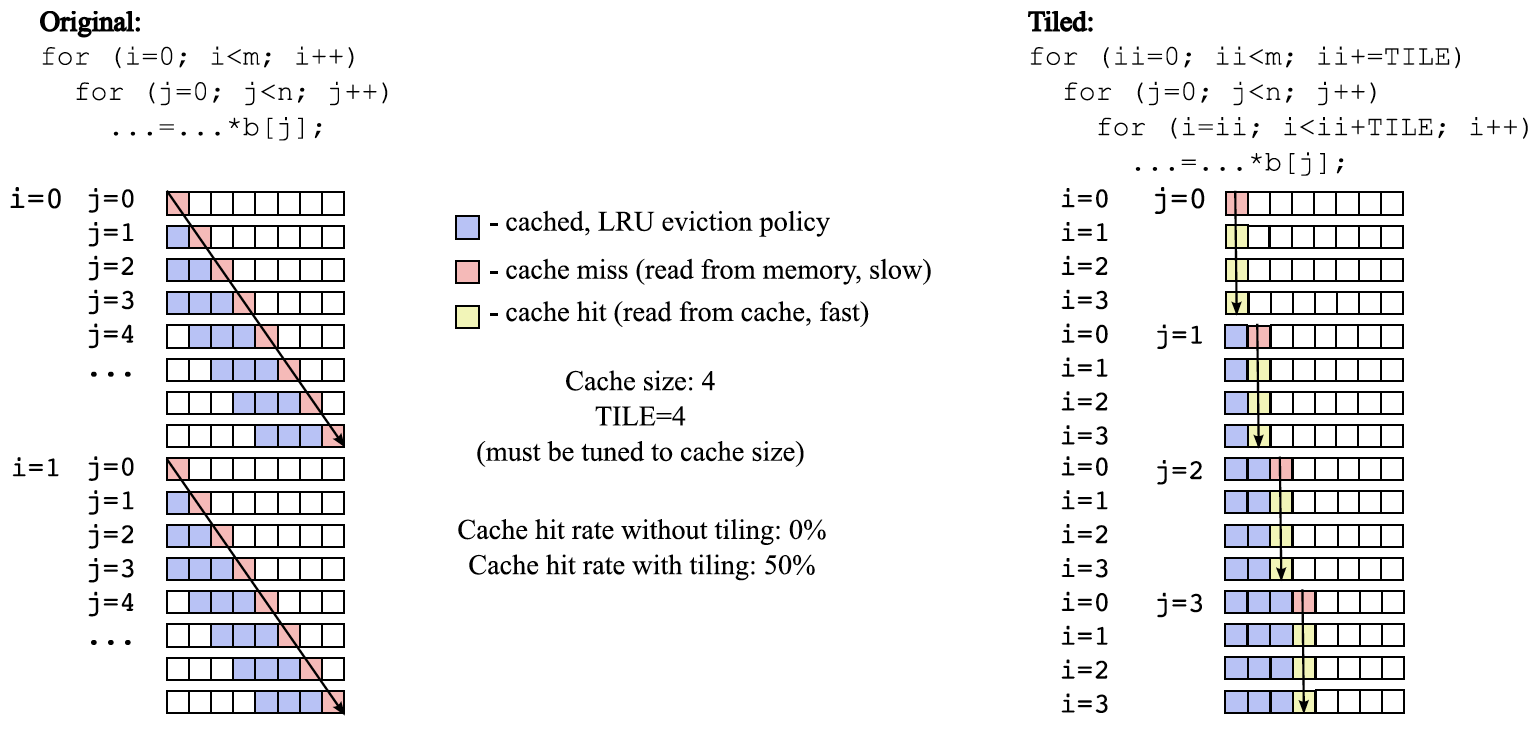 Original:
for (i=0; i<m; i++)
for (j=0; j<n; j++)
...=...*b[j];
i=0 j=0
j=1
j=2
j=3
j=4
...
i=1 j=0
j=1
j=2
j=3
j=4
...
- cached, LRU eviction policy
- cache miss (read from memory, slow)
- cache hit (read from cache, fast)
Cache size: 4
TILE=4
(must be tuned to cache size)
Cache hit rate without tiling: 0%
Cache hit rate with tiling: 50%
Tiled:
for (ii=0; ii<m; ii+=TILE)
for (j=0; j<n; j++)
for (i=ii; i<ii+TILE; i++)
...=...*b[j];
i=0 j=0
i=1
i=2
i=3
i=0 j=1
i=1
i=2
i=3
i=0 j=2
i=1
i=2
i=3
i=0 j=3
i=1
i=2
i=3